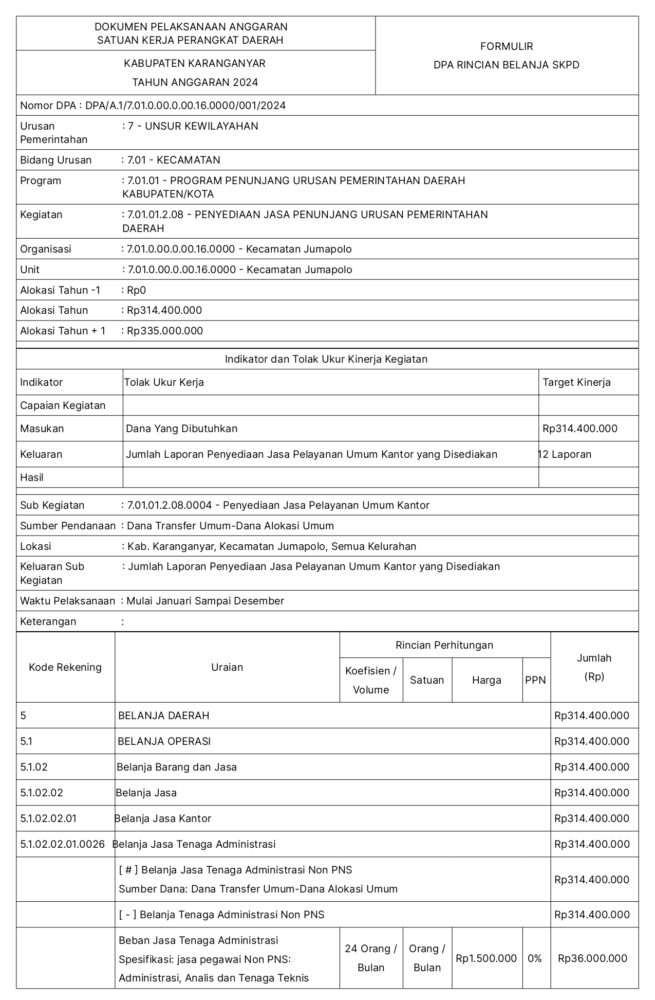 DOKUMEN PELAKSANAAN ANGGARAN
SATUAN KERJA PERANGKAT DAERAH
KABUPATEN KARANGANYAR
TAHUN ANGGARAN 2024
FORMULIR
DPA RINCIAN BELANJA SKPD
Nomor DPA : DPA/A.1/7.01.0.00.0.00.16.0000/001/2024
Urusan Pemerintahan : 7 - UNSUR KEWILAYAHAN
Bidang Urusan : 7.01 - KECAMATAN
Program : 7.01.01 - PROGRAM PENUNJANG URUSAN PEMERINTAHAN DAERAH
KABUPATEN/KOTA
Kegiatan : 7.01.01.2.08 - PENYEDIAAN JASA PENUNJANG URUSAN PEMERINTAHAN
DAERAH
Organisasi : 7.01.0.00.0.00.16.0000 - Kecamatan Jumapolo
Unit : 7.01.0.00.0.00.16.0000 - Kecamatan Jumapolo
Alokasi Tahun -1 : Rp0
Alokasi Tahun : Rp314.400.000
Alokasi Tahun + 1 : Rp335.000.000
Indikator dan Tolak Ukur Kinerja Kegiatan
Indikator Tolak Ukur Kerja Target Kinerja
Capaian Kegiatan
Masukan Dana Yang Dibutuhkan Rp314.400.000
Keluaran Jumlah Laporan Penyediaan Jasa Pelayanan Umum Kantor yang Disediakan 12 Laporan
Hasil
Sub Kegiatan : 7.01.01.2.08.0004 - Penyediaan Jasa Pelayanan Umum Kantor
Sumber Pendanaan : Dana Transfer Umum-Dana Alokasi Umum
Lokasi : Kab. Karanganyar, Kecamatan Jumapolo, Semua Kelurahan
Keluaran Sub Kegiatan : Jumlah Laporan Penyediaan Jasa Pelayanan Umum Kantor yang Disediakan
Waktu Pelaksanaan : Mulai Januari Sampai Desember
Keterangan :
Kode Rekening Uraian Rincian Perhitungan Jumlah (Rp)
Koefisien / Volume Satuan Harga PPN
5 BELANJA DAERAH Rp314.400.000
5.1 BELANJA OPERASI Rp314.400.000
5.1.02 Belanja Barang dan Jasa Rp314.400.000
5.1.02.02 Belanja Jasa Rp314.400.000
5.1.02.02.01 Belanja Jasa Kantor Rp314.400.000
5.1.02.02.01.0026 Belanja Jasa Tenaga Administrasi Rp314.400.000
[ # ] Belanja Jasa Tenaga Administrasi Non PNS
Sumber Dana: Dana Transfer Umum-Dana Alokasi Umum Rp314.400.000
[ - ] Belanja Tenaga Administrasi Non PNS Rp314.400.000
Beban Jasa Tenaga Administrasi
Spesifikasi: jasa pegawai Non PNS:
Administrasi, Analis dan Tenaga Teknis
24 Orang / Bulan Orang / Bulan Rp1.500.000 0% Rp36.000.000